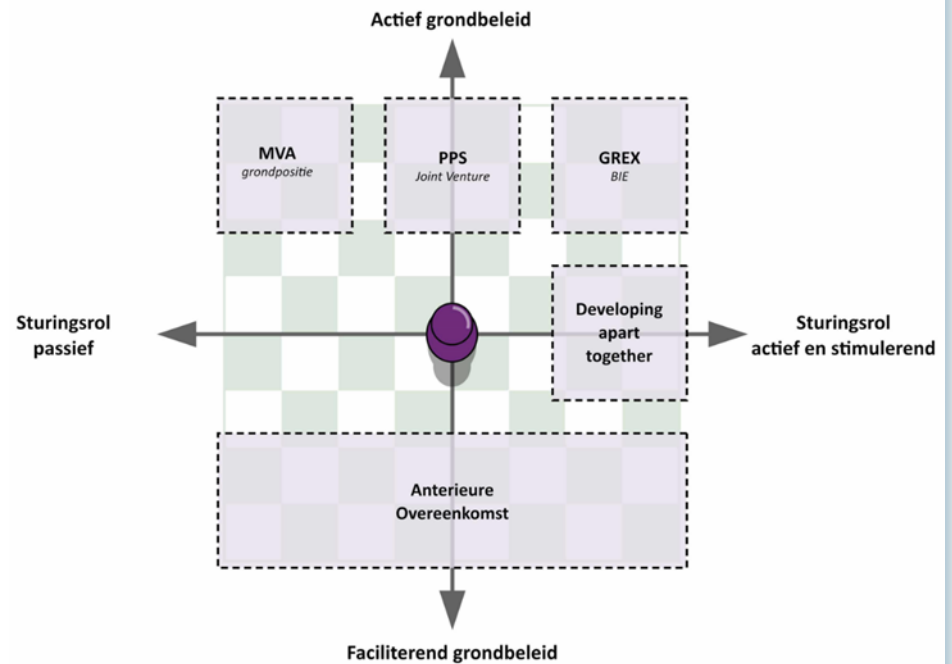 Actief grondbeleid
MVA
grondpositie
PPS
Joint Venture
GREX
BIE
Sturingsrol
passief
Developing
apart
together
Sturingsrol
actief en stimulerend
Anterieure
Overeenkomst
Faciliterend grondbeleid